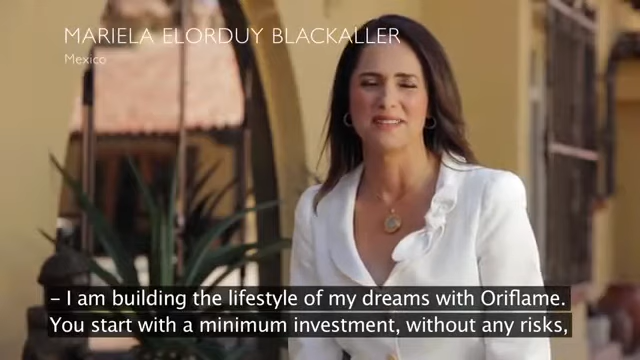 MARIELA ELORDUY BLACKALLER
Mexico
– I am building the lifestyle of my dreams with Oriflame.
You start with a minimum investment, without any risks,